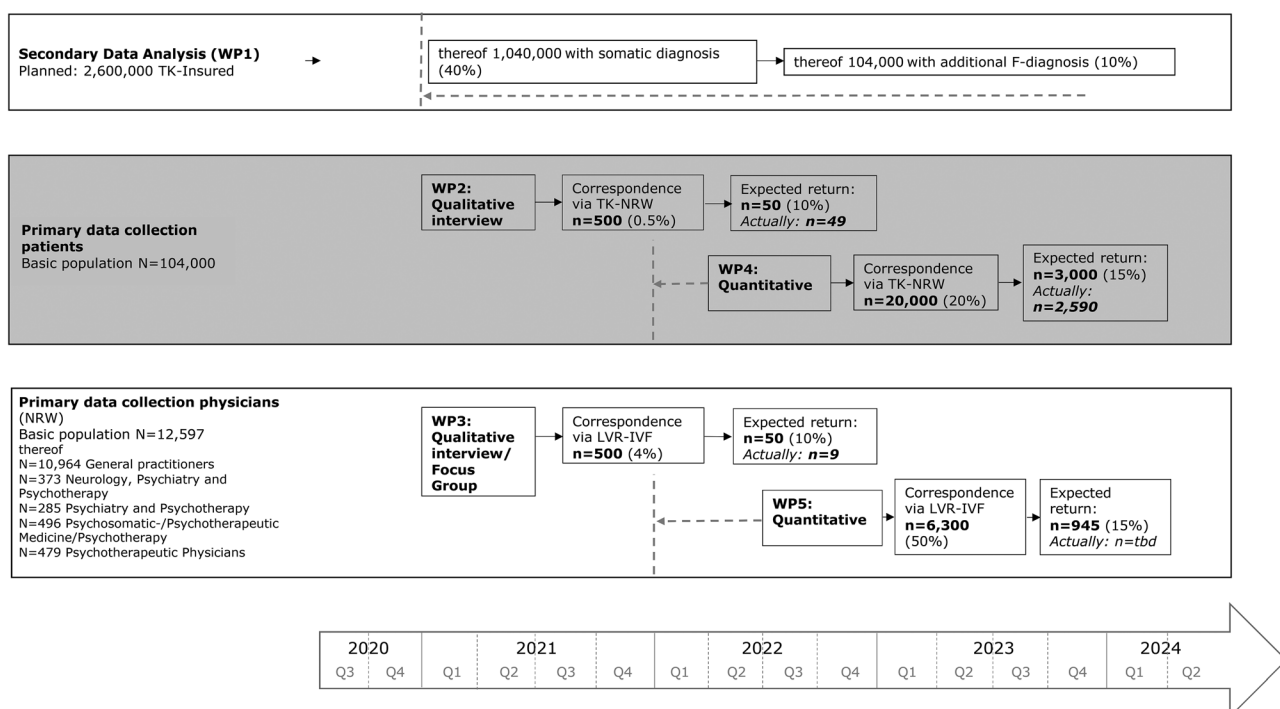 Secondary Data Analysis (WP1)
Planned: 2,600,000 TK-Insured
thereof 1,040,000 with somatic diagnosis
(40%)
thereof 104,000 with additional F-diagnosis (10%)
Primary data collection
patients
Basic population N=104,000
WP2:
Qualitative
interview
Correspondence
via TK-NRW
n=500 (0.5%)
Expected return:
n=50 (10%)
Actually: n=49
WP4:
Quantitative
Correspondence
via TK-NRW
n=20,000 (20%)
Expected return:
n=3,000 (15%)
Actually:
n=2,590
Primary data collection physicians
(NRW)
Basic population N=12,597
thereof
N=10,964 General practitioners
N=373 Neurology, Psychiatry and
Psychotherapy
N=285 Psychiatry and Psychotherapy
N=496 Psychosomatic-/Psychotherapeutic
Medicine/Psychotherapy
N=479 Psychotherapeutic Physicians
WP3:
Qualitative
interview/
Focus
Group
Correspondence
via LVR-IVF
n=500 (4%)
Expected return:
n=50 (10%)
Actually: n=9
WP5:
Quantitative
Correspondence
via LVR-IVF
n=6,300
(50%)
Expected
return:
n=945 (15%)
Actually: n=tbd
2020 2021 2022 2023 2024
Q3 Q4 Q1 Q2 Q3 Q4 Q1 Q2 Q3 Q4 Q1 Q2 Q3 Q4 Q1 Q2